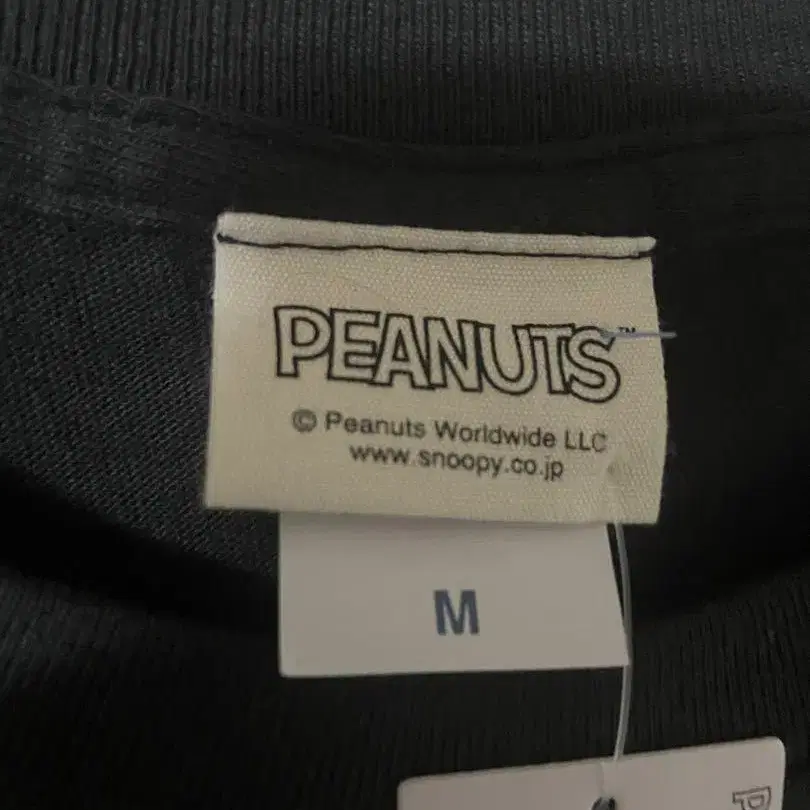 PEANUTS™
© Peanuts Worldwide LLC
www.snoopy.co.jp
M
P